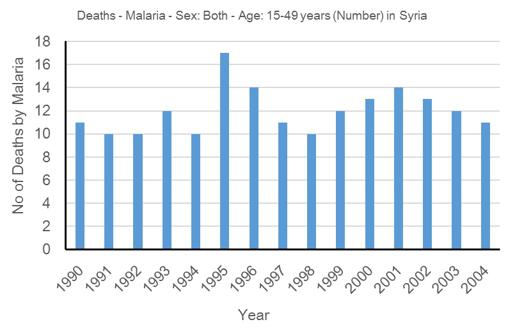 Deaths - Malaria - Sex: Both - Age: 15-49 years (Number) in Syria
No of Deaths by Malaria
18
16
14
12
10
8
6
4
2
0
1990 1991 1992 1993 1994 1995 1996 1997 1998 1999 2000 2001 2002 2003 2004
Year